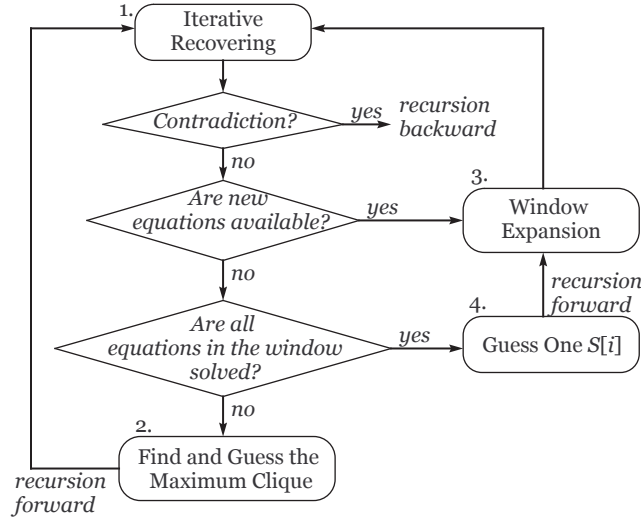 1.
Iterative
Recovering
Contradiction?
yes
recursion
backward
no
Are new
equations available?
yes
3.
Window
Expansion
no
recursion
forward
Are all
equations in the window
solved?
yes
4.
Guess One S[i]
no
2.
Find and Guess the
Maximum Clique
recursion
forward